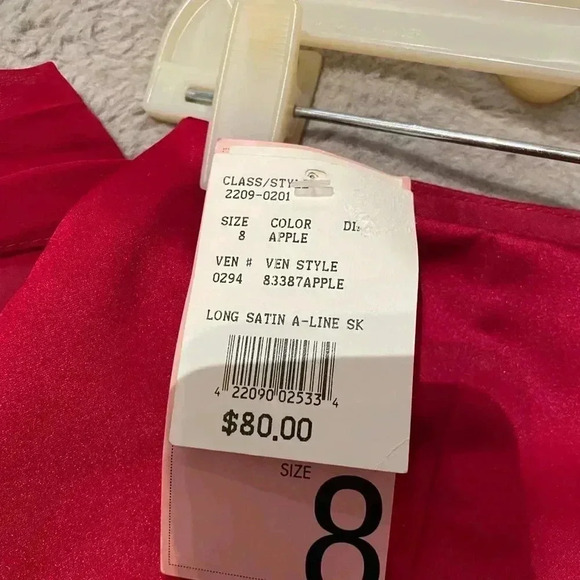 CLASS/STYLE
2209-0201
SIZE COLOR
8 APPLE
VEN # VEN STYLE
0294 83387APPLE
LONG SATIN A-LINE SK
4 22090 02533 4
$80.00
SIZE
8